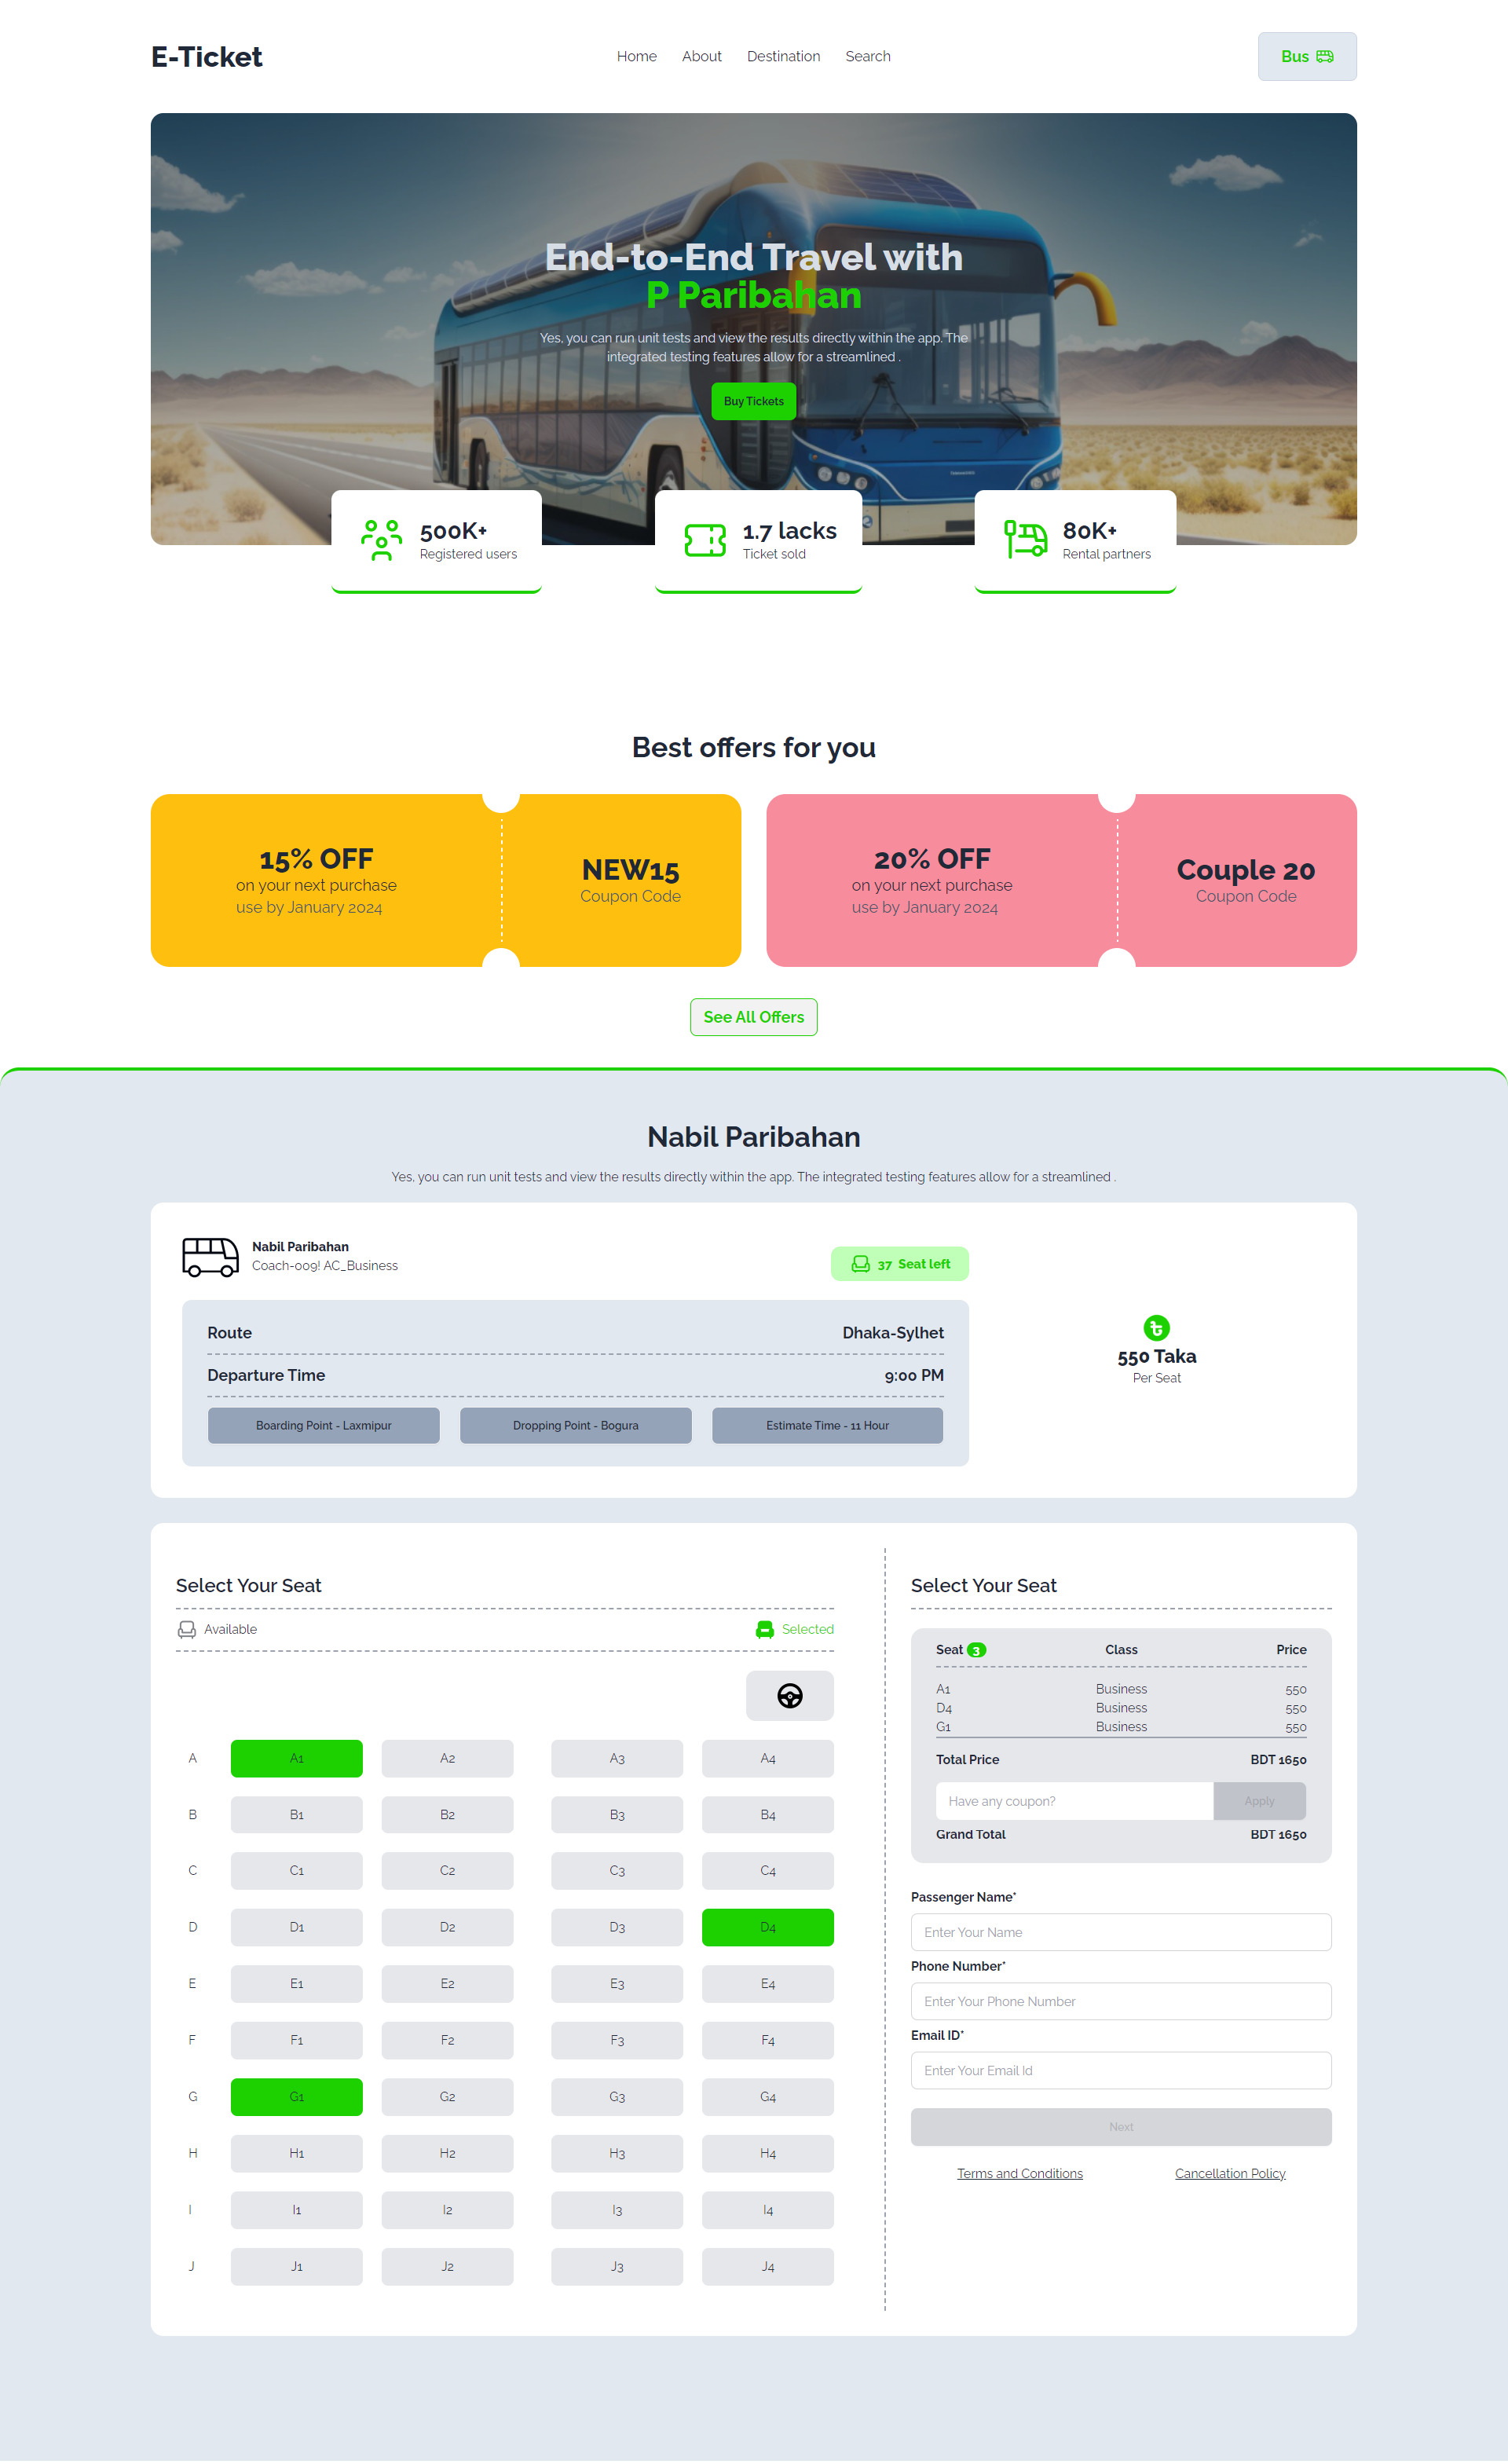 E-Ticket
Home About Destination Search
Bus
End-to-End Travel with
P Paribahan
Yes, you can run unit tests and view the results directly within the app. The
integrated testing features allow for a streamlined .
Buy Tickets
500K+
Registered users
1.7 lacks
Ticket sold
80K+
Rental partners
Best offers for you
15% OFF
on your next purchase
use by January 2024
NEW15
Coupon Code
20% OFF
on your next purchase
use by January 2024
Couple 20
Coupon Code
See All Offers
Nabil Paribahan
Yes, you can run unit tests and view the results directly within the app. The integrated testing features allow for a streamlined .
Nabil Paribahan
Coach-009! AC_Business
37 Seat left
Route Dhaka-Sylhet
Departure Time 9:00 PM
Boarding Point - Laxmipur
Dropping Point - Bogura
Estimate Time - 11 Hour
৳
550 Taka
Per Seat
Select Your Seat
Available Selected
A A1 A2 A3 A4
B B1 B2 B3 B4
C C1 C2 C3 C4
D D1 D2 D3 D4
E E1 E2 E3 E4
F F1 F2 F3 F4
G G1 G2 G3 G4
H H1 H2 H3 H4
I I1 I2 I3 I4
J J1 J2 J3 J4
Select Your Seat
Seat 3 Class Price
A1 Business 550
D4 Business 550
G1 Business 550
Total Price BDT 1650
Have any coupon? Apply
Grand Total BDT 1650
Passenger Name*
Enter Your Name
Phone Number*
Enter Your Phone Number
Email ID*
Enter Your Email Id
Next
Terms and Conditions Cancellation Policy